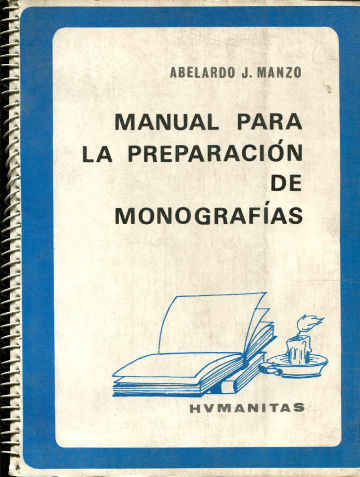 ABELARDO J. MANZO
MANUAL PARA
LA PREPARACIÓN
DE
MONOGRAFÍAS
HVMANITAS